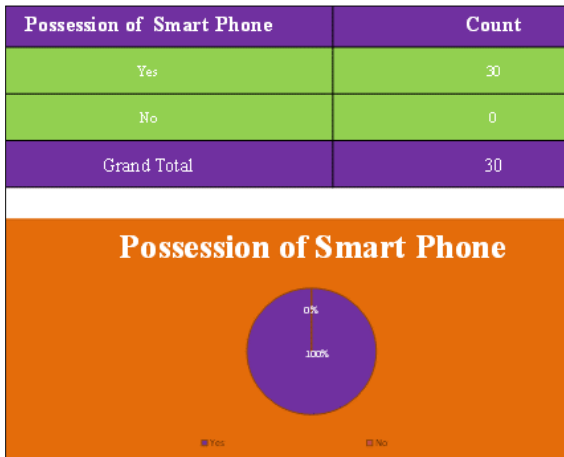 Possession of Smart Phone Count
Yes 30
No 0
Grand Total 30
Possession of Smart Phone
0%
100%
Yes No